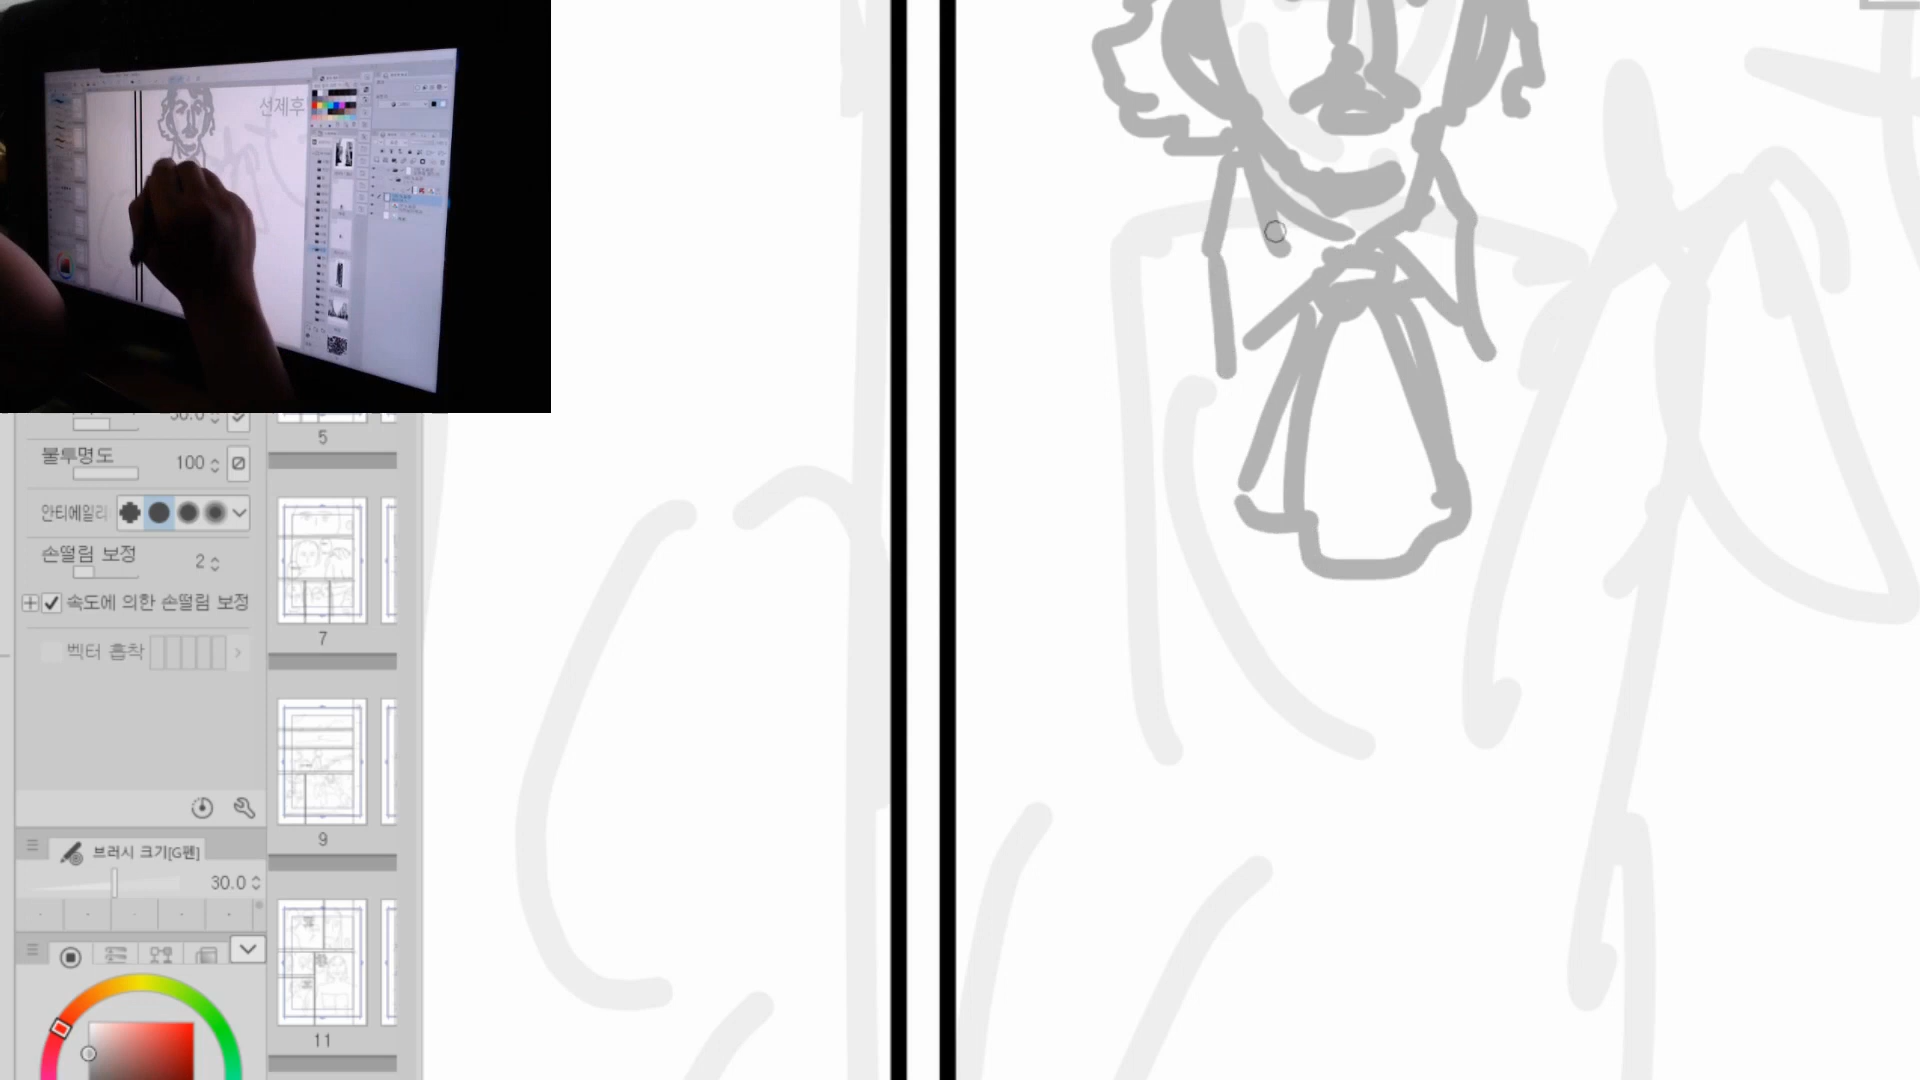 선제후
5
불투명도 100
안티에일리
손떨림 보정 2
속도에 의한 손떨림 보정
벡터 흡착
7
9
브러시 크기[G펜]
30.0
11